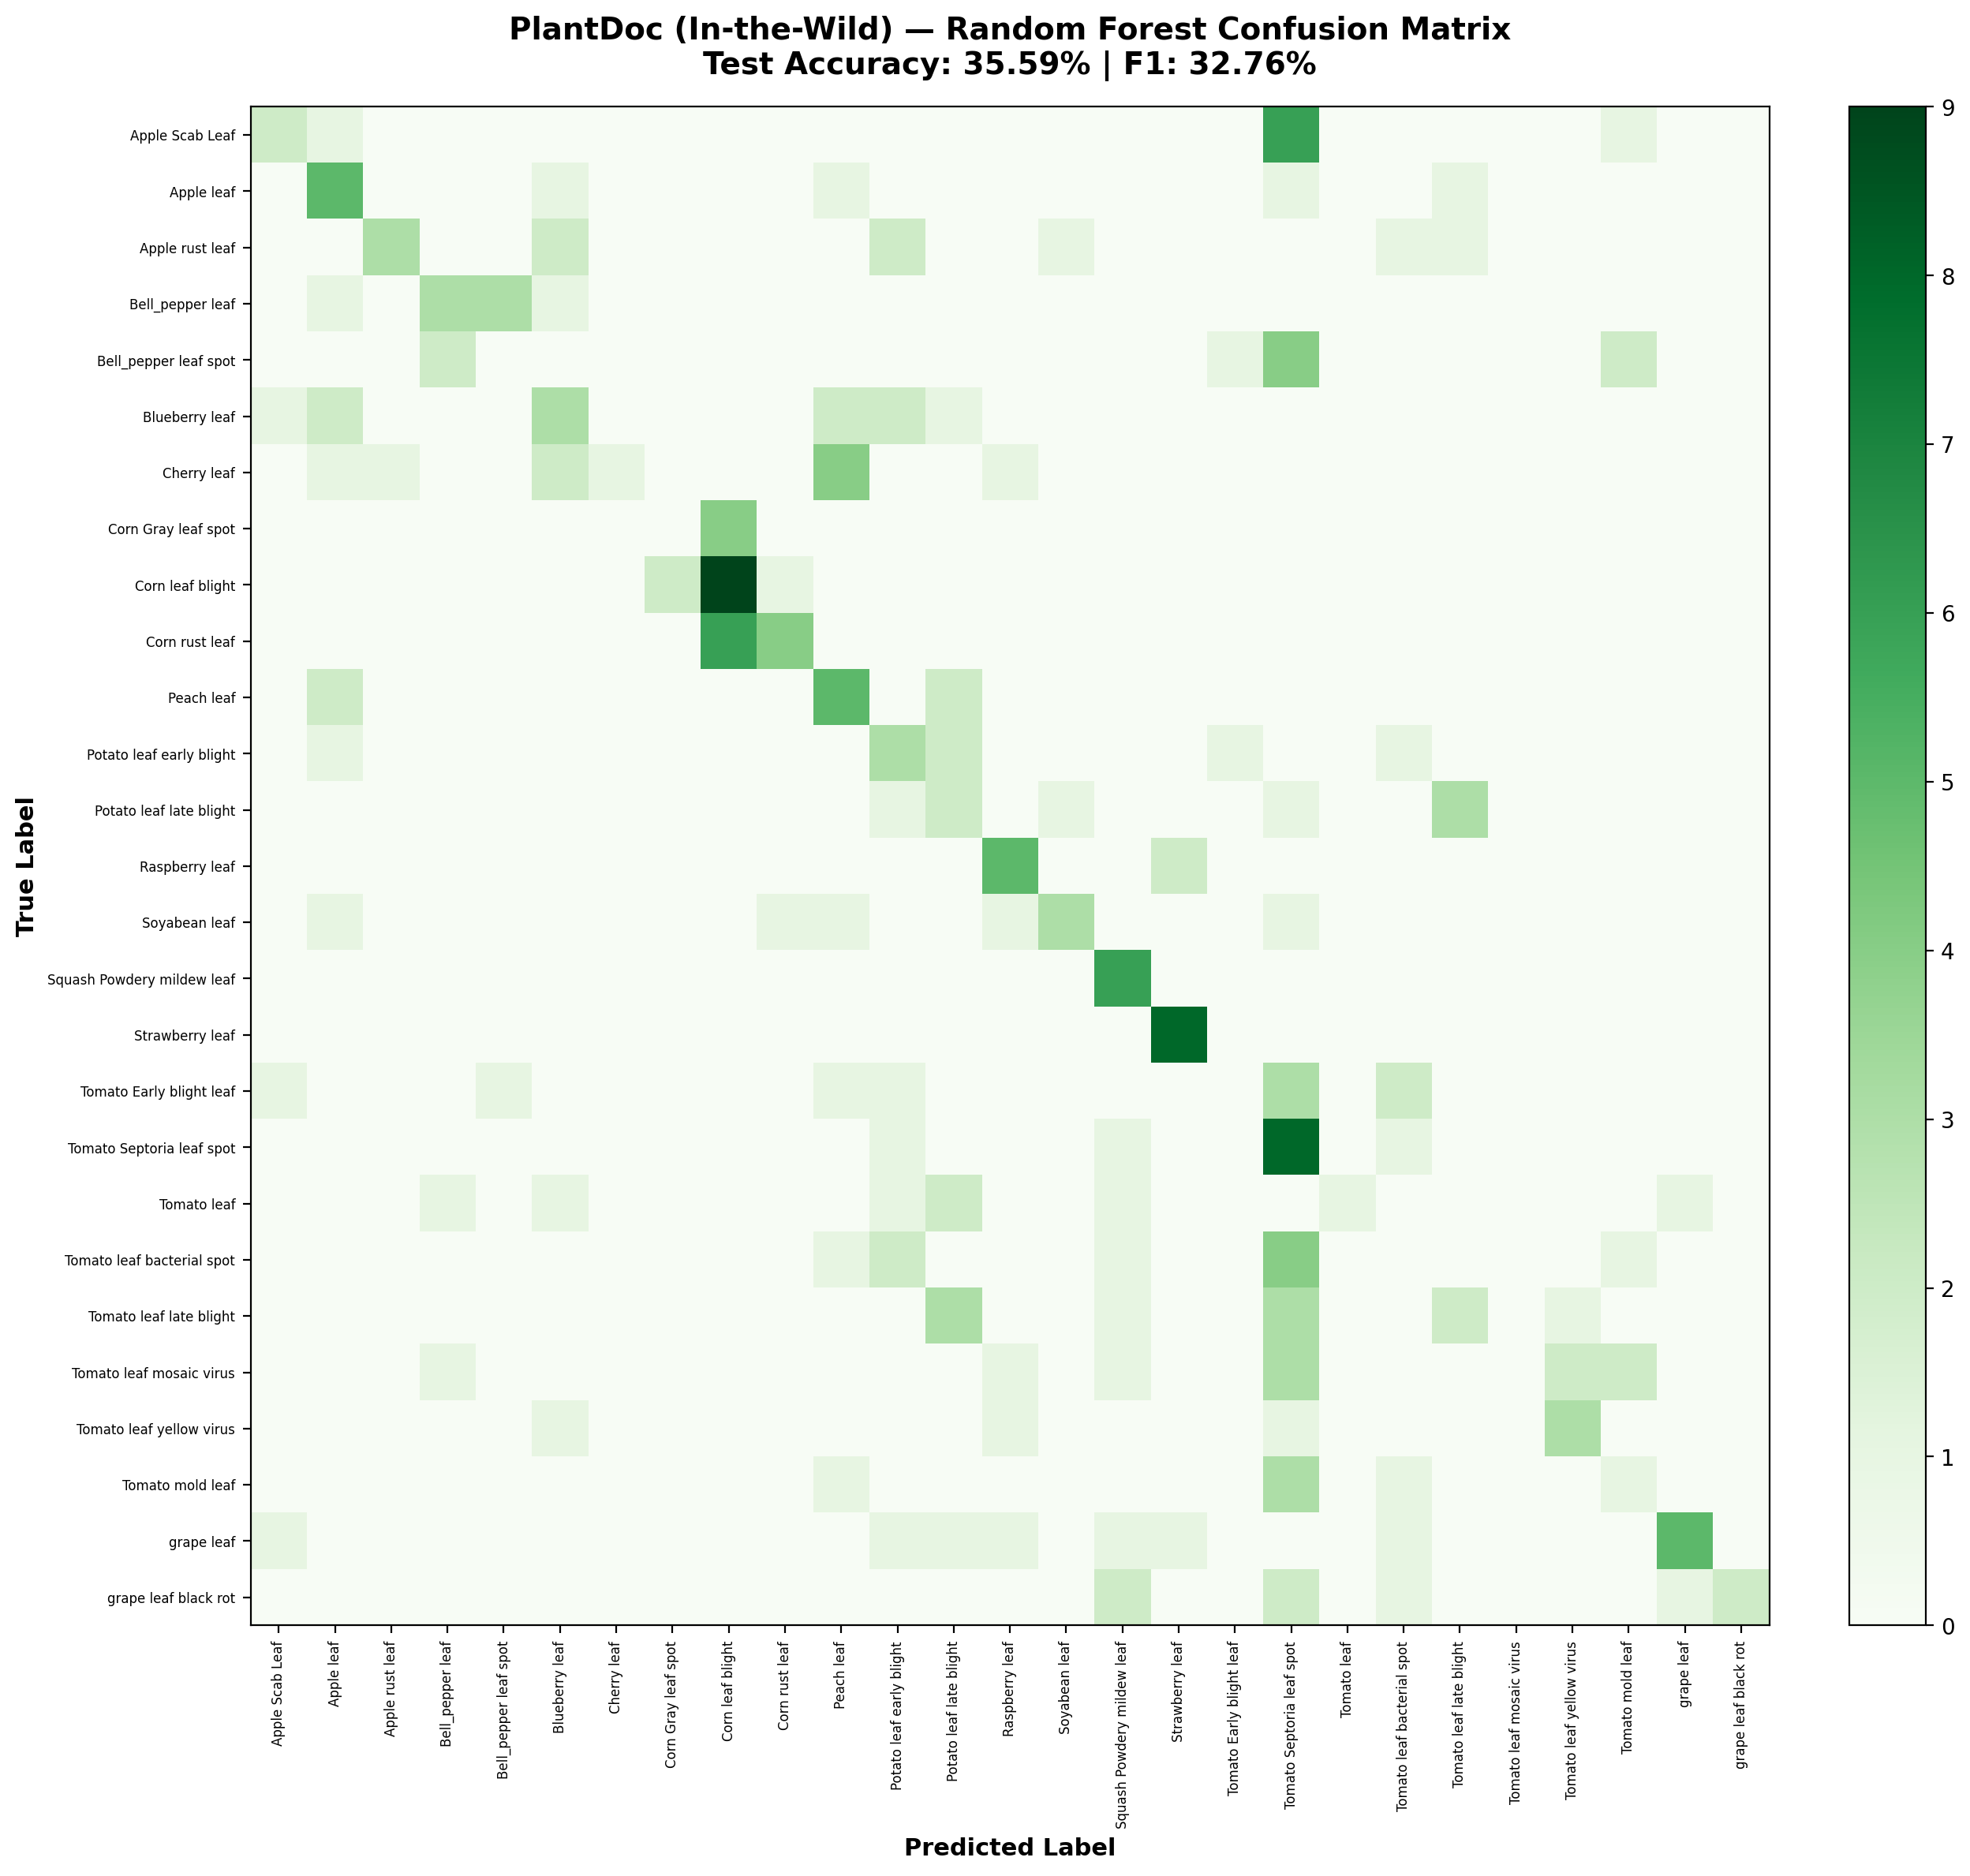 PlantDoc (In-the-Wild) — Random Forest Confusion Matrix
Test Accuracy: 35.59% | F1: 32.76%
True Label
Apple Scab Leaf
Apple leaf
Apple rust leaf
Bell_pepper leaf
Bell_pepper leaf spot
Blueberry leaf
Cherry leaf
Corn Gray leaf spot
Corn leaf blight
Corn rust leaf
Peach leaf
Potato leaf early blight
Potato leaf late blight
Raspberry leaf
Soyabean leaf
Squash Powdery mildew leaf
Strawberry leaf
Tomato Early blight leaf
Tomato Septoria leaf spot
Tomato leaf
Tomato leaf bacterial spot
Tomato leaf late blight
Tomato leaf mosaic virus
Tomato leaf yellow virus
Tomato mold leaf
grape leaf
grape leaf black rot
Apple Scab Leaf
Apple leaf
Apple rust leaf
Bell_pepper leaf
Bell_pepper leaf spot
Blueberry leaf
Cherry leaf
Corn Gray leaf spot
Corn leaf blight
Corn rust leaf
Peach leaf
Potato leaf early blight
Potato leaf late blight
Raspberry leaf
Soyabean leaf
Squash Powdery mildew leaf
Strawberry leaf
Tomato Early blight leaf
Tomato Septoria leaf spot
Tomato leaf
Tomato leaf bacterial spot
Tomato leaf late blight
Tomato leaf mosaic virus
Tomato leaf yellow virus
Tomato mold leaf
grape leaf
grape leaf black rot
Predicted Label
9
8
7
6
5
4
3
2
1
0